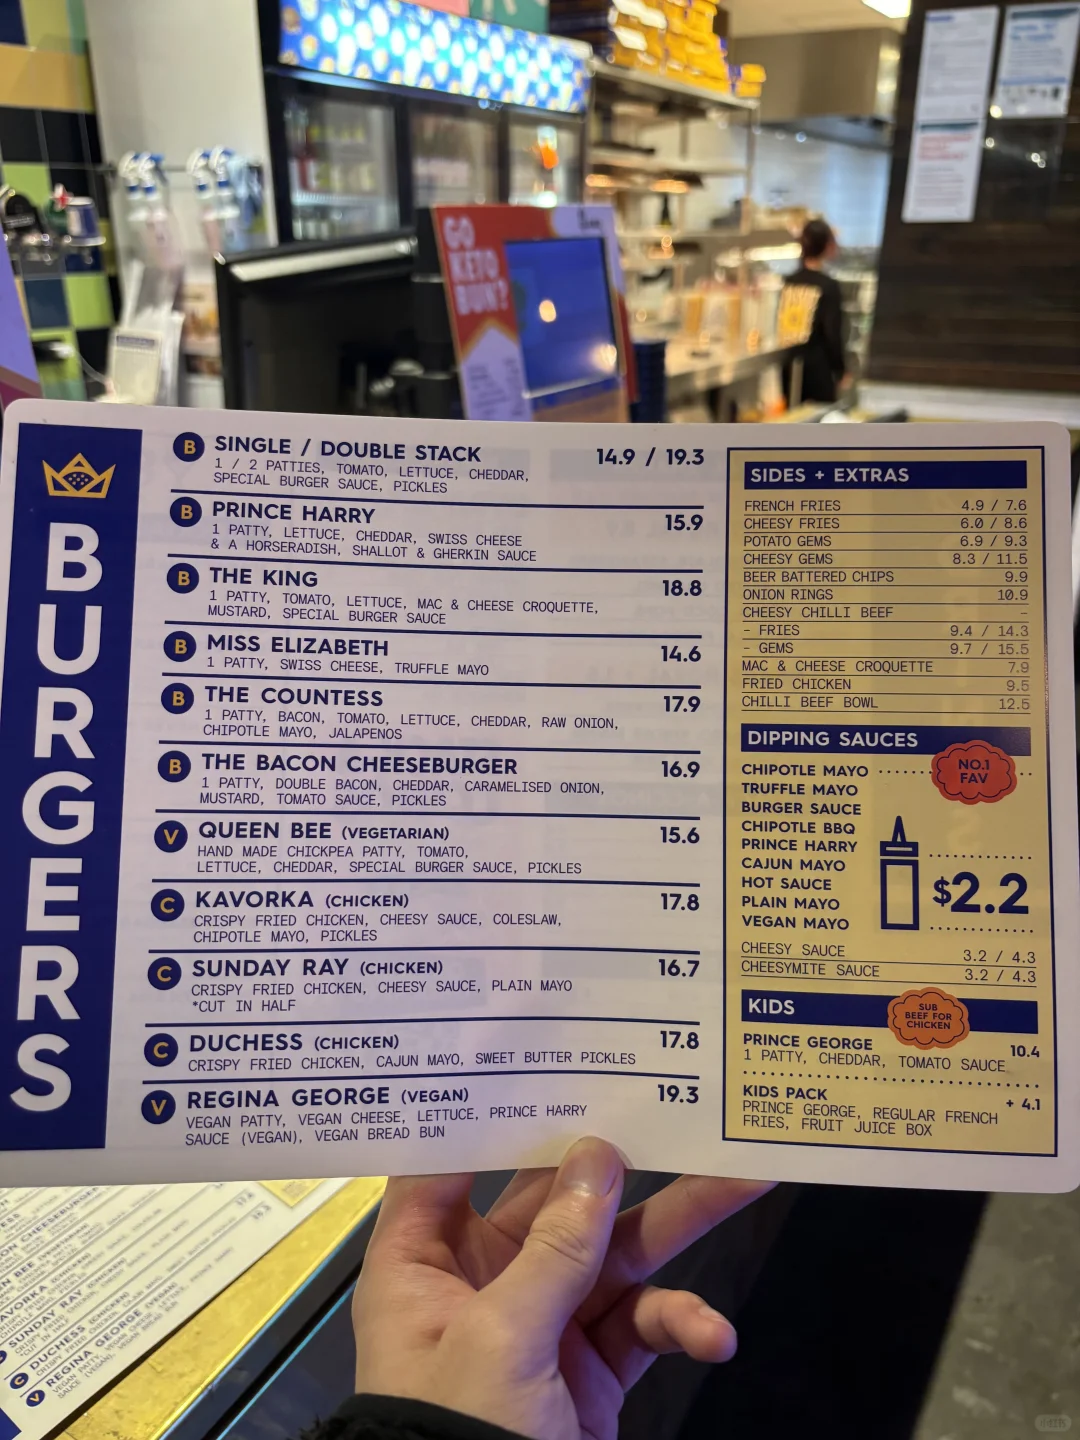 GO
KETO
BUN?
BURGERS
B SINGLE / DOUBLE STACK 14.9 / 19.3
1 / 2 PATTIES, TOMATO, LETTUCE, CHEDDAR,
SPECIAL BURGER SAUCE, PICKLES
B PRINCE HARRY 15.9
1 PATTY, LETTUCE, CHEDDAR, SWISS CHEESE
& A HORSERADISH, SHALLOT & GHERKIN SAUCE
B THE KING 18.8
1 PATTY, TOMATO, LETTUCE, MAC & CHEESE CROQUETTE,
MUSTARD, SPECIAL BURGER SAUCE
B MISS ELIZABETH 14.6
1 PATTY, SWISS CHEESE, TRUFFLE MAYO
B THE COUNTESS 17.9
1 PATTY, BACON, TOMATO, LETTUCE, CHEDDAR, RAW ONION,
CHIPOTLE MAYO, JALAPENOS
B THE BACON CHEESEBURGER 16.9
1 PATTY, DOUBLE BACON, CHEDDAR, CARAMELISED ONION,
MUSTARD, TOMATO SAUCE, PICKLES
V QUEEN BEE (VEGETARIAN) 15.6
HAND MADE CHICKPEA PATTY, TOMATO,
LETTUCE, CHEDDAR, SPECIAL BURGER SAUCE, PICKLES
C KAVORKA (CHICKEN) 17.8
CRISPY FRIED CHICKEN, CHEESY SAUCE, COLESLAW,
CHIPOTLE MAYO, PICKLES
C SUNDAY RAY (CHICKEN) 16.7
CRISPY FRIED CHICKEN, CHEESY SAUCE, PLAIN MAYO
*CUT IN HALF
C DUCHESS (CHICKEN) 17.8
CRISPY FRIED CHICKEN, CAJUN MAYO, SWEET BUTTER PICKLES
V REGINA GEORGE (VEGAN) 19.3
VEGAN PATTY, VEGAN CHEESE, LETTUCE, PRINCE HARRY
SAUCE (VEGAN), VEGAN BREAD BUN
SIDES + EXTRAS
FRENCH FRIES 4.9 / 7.6
CHEESY FRIES 6.0 / 8.6
POTATO GEMS 6.9 / 9.3
CHEESY GEMS 8.3 / 11.5
BEER BATTERED CHIPS 9.9
ONION RINGS 10.9
CHEESY CHILLI BEEF -
- FRIES 9.4 / 14.3
- GEMS 9.7 / 15.5
MAC & CHEESE CROQUETTE 7.9
FRIED CHICKEN 9.5
CHILLI BEEF BOWL 12.5
DIPPING SAUCES
CHIPOTLE MAYO NO.1 FAV
TRUFFLE MAYO
BURGER SAUCE
CHIPOTLE BBQ
PRINCE HARRY
CAJUN MAYO
HOT SAUCE
PLAIN MAYO
VEGAN MAYO
$2.2
CHEESY SAUCE 3.2 / 4.3
CHEESYMITE SAUCE 3.2 / 4.3
KIDS
SUB
BEEF FOR
CHICKEN
PRINCE GEORGE 10.4
1 PATTY, CHEDDAR, TOMATO SAUCE
KIDS PACK + 4.1
PRINCE GEORGE, REGULAR FRENCH
FRIES, FRUIT JUICE BOX
KAVORKA (CHICKEN)
SUNDAY RAY (CHICKEN)
C DUCHESS (CHICKEN)
V REGINA GEORGE (VEGAN)